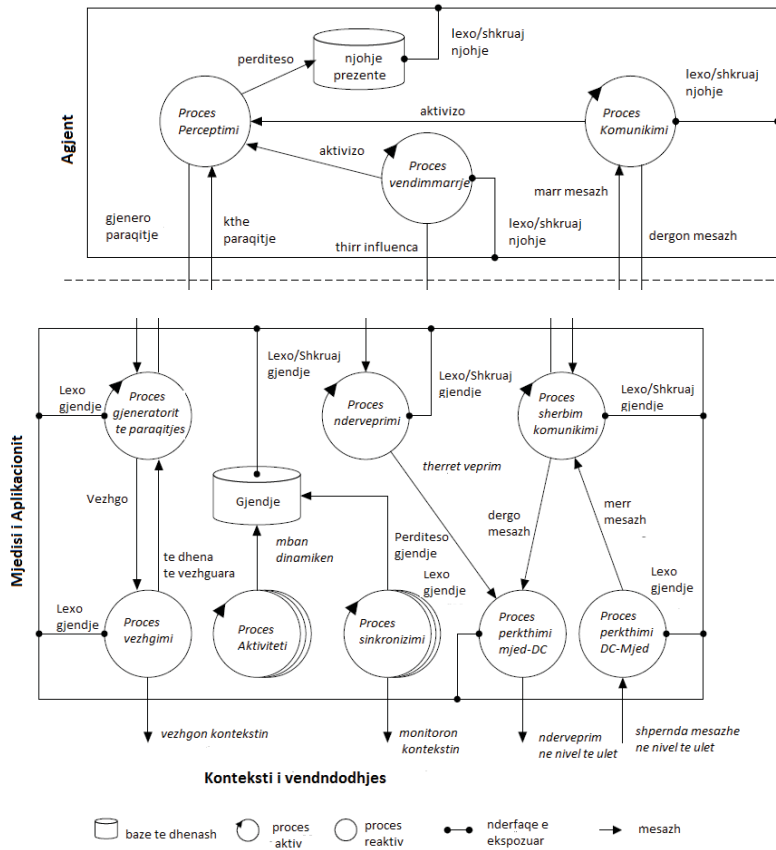 lexo/shkruaj
njohje
perditeso
njohje
prezente
lexo/shkruaj
njohje
Proces
Perceptimi
aktivizo
Proces
Komunikimi
Agjent
aktivizo
Proces
vendimmarrje
marr mesazh
gjenero
paraqitje
kthe
paraqitje
lexo/shkruaj
njohje
thirr influenca
dergon mesazh
Lexo/Shkruaj
gjendje
Lexo
gjendje
Proces
gjeneratorit
te paraqitjes
Proces
nderveprimi
Lexo/Shkruaj
gjendje
Proces
sherbim
komunikimi
Lexo/Shkruaj
gjendje
therret veprim
Mjedisi i Aplikacionit
Vezhgo
Gjendje
merr
mesazh
dergo
mesazh
te dhena
te vezhguara
mban
dinamiken
Perditeso
gjendje
Lexo
gjendje
Lexo
gjendje
Lexo
gjendje
Proces
vezhgimi
Proces
Aktiviteti
Proces
sinkronizimi
Proces
perkthimi
mjed-DC
Proces
perkthimi
DC-Mjed
vezhgon kontekstin
monitoron
kontekstin
nderveprim
ne nivel te ulet
shpernda mesazhe
ne nivel te ulet
Konteksti i vendndodhjes
baze te dhenash
proces
aktiv
proces
reaktiv
nderfaqe e
ekspozuar
mesazh